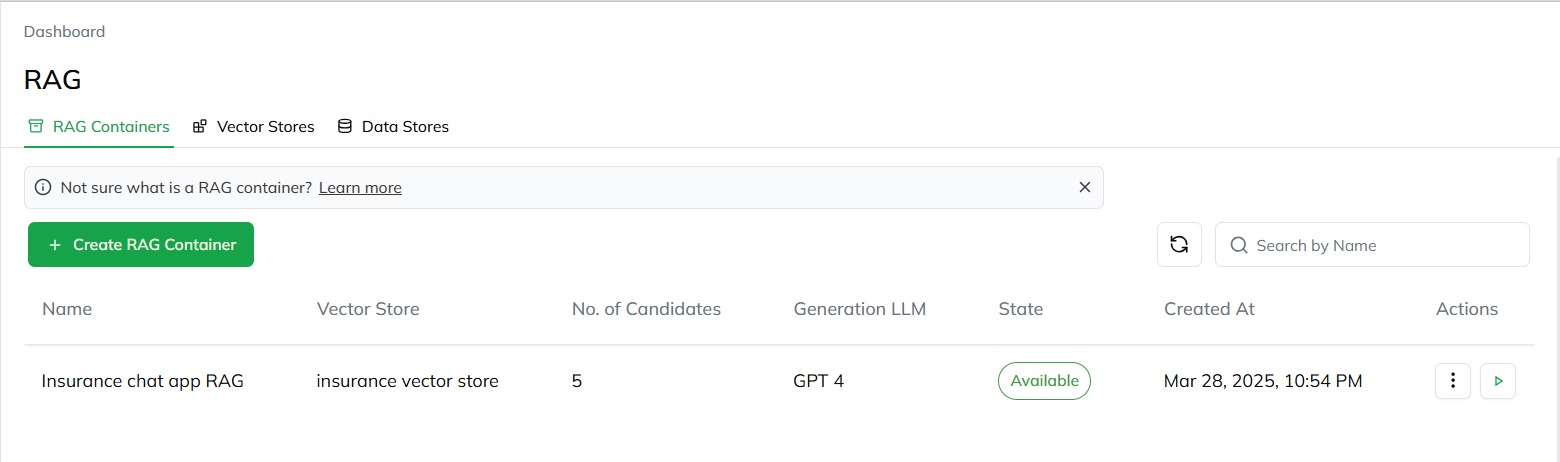 Dashboard
RAG
RAG Containers Vector Stores Data Stores
Not sure what is a RAG container? Learn more
Create RAG Container Search by Name
Name Vector Store No. of Candidates Generation LLM State Created At Actions
Insurance chat app RAG insurance vector store 5 GPT 4 Available Mar 28, 2025, 10:54 PM